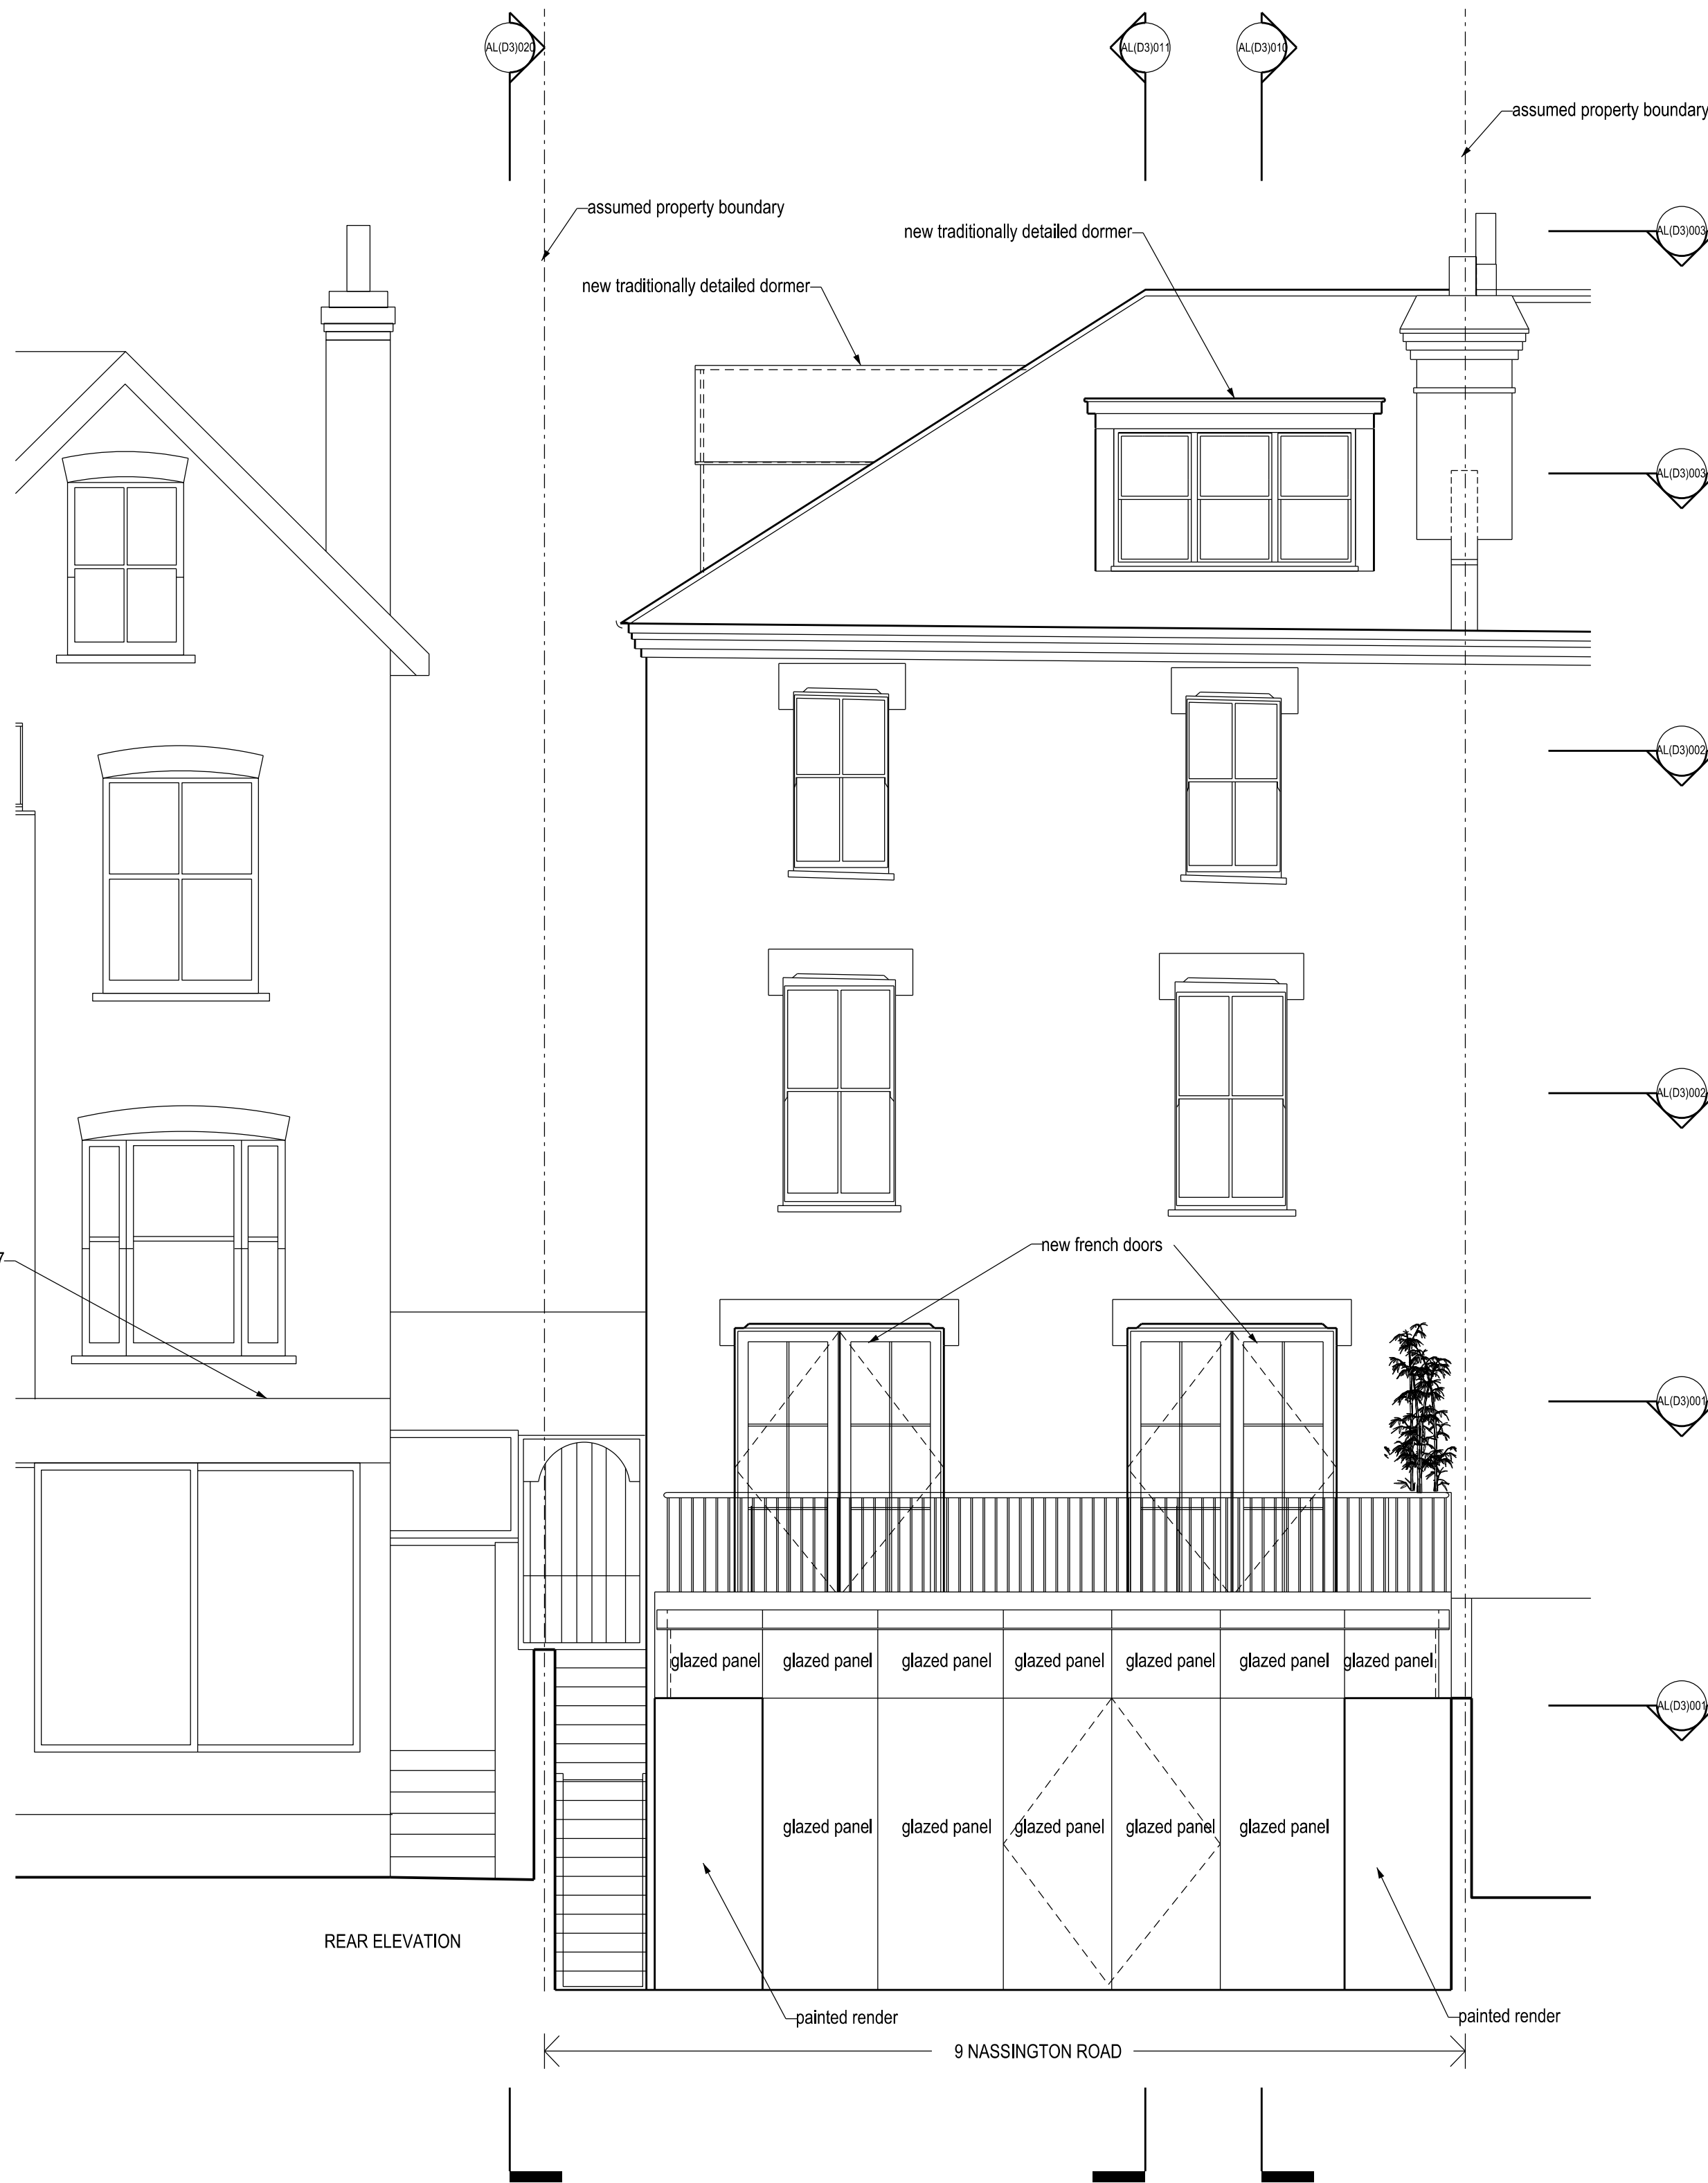 AL(D3)020
AL(D3)011
AL(D3)010
assumed property boundary
assumed property boundary
new traditionally detailed dormer
AL(D3)003
new traditionally detailed dormer
AL(D3)003
AL(D3)002
AL(D3)002
new french doors
7
AL(D3)001
glazed panel glazed panel glazed panel glazed panel glazed panel glazed panel glazed panel
AL(D3)001
glazed panel glazed panel glazed panel glazed panel glazed panel
REAR ELEVATION
painted render
painted render
9 NASSINGTON ROAD